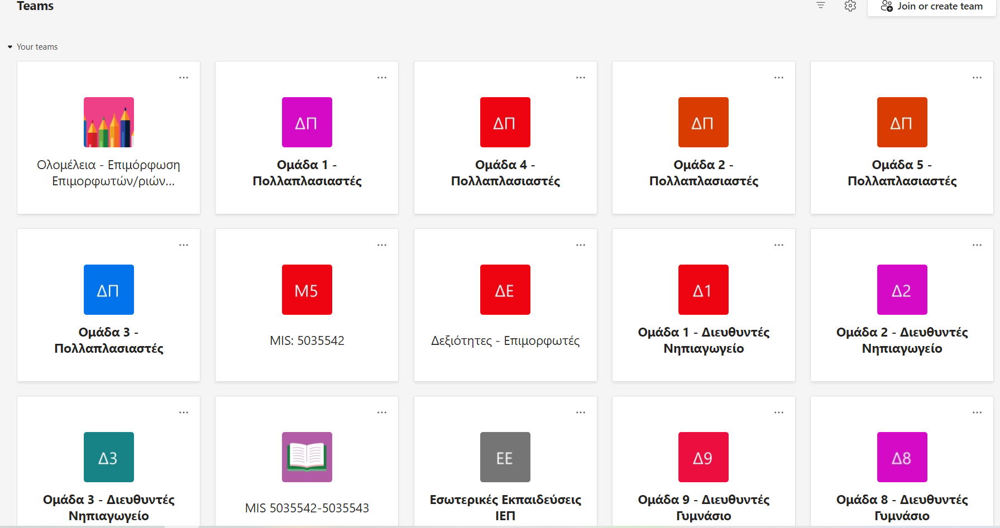 Teams
Join or create team
Your teams
Ολομέλεια - Επιμόρφωση
Επιμορφωτών/ριών...
ΔΠ
Ομάδα 1 -
Πολλαπλασιαστές
ΔΠ
Ομάδα 4 -
Πολλαπλασιαστές
ΔΠ
Ομάδα 2 -
Πολλαπλασιαστές
ΔΠ
Ομάδα 5 -
Πολλαπλασιαστές
ΔΠ
Ομάδα 3 -
Πολλαπλασιαστές
M5
MIS: 5035542
ΔΕ
Δεξιότητες - Επιμορφωτές
Δ1
Ομάδα 1 - Διευθυντές
Νηπιαγωγείο
Δ2
Ομάδα 2 - Διευθυντές
Νηπιαγωγείο
Δ3
Ομάδα 3 - Διευθυντές
Νηπιαγωγείο
MIS 5035542-5035543
ΕΕ
Εσωτερικές Εκπαιδεύσεις
ΙΕΠ
Δ9
Ομάδα 9 - Διευθυντές
Γυμνάσιο
Δ8
Ομάδα 8 - Διευθυντές
Γυμνάσιο